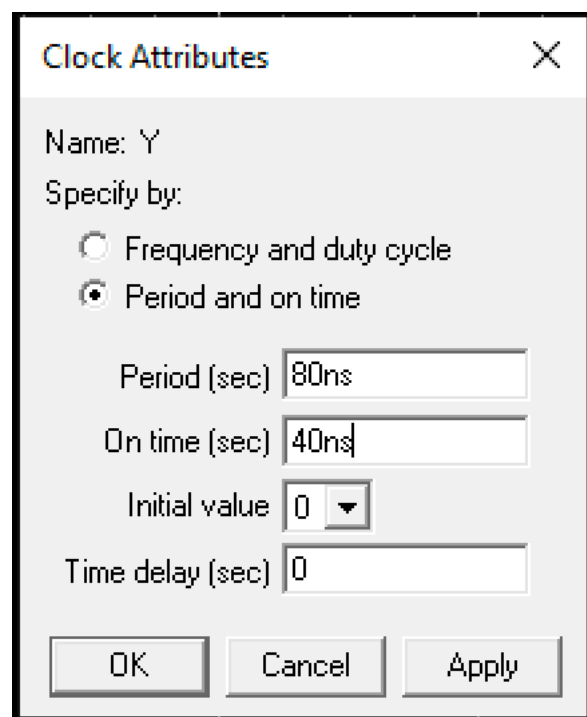 Clock Attributes
Name: Y
Specify by:
Frequency and duty cycle
Period and on time
Period (sec) 80ns
On time (sec) 40ns
Initial value 0
Time delay (sec) 0
OK Cancel Apply